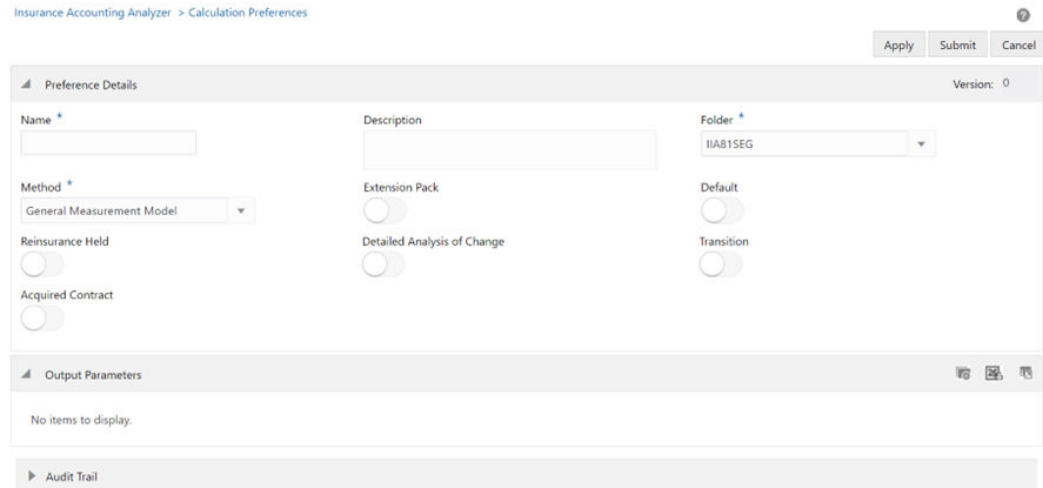 Insurance Accounting Analyzer > Calculation Preferences
Apply Submit Cancel
Preference Details Version: 0
Name * Description Folder *
IIAB1SEG
Method * Extension Pack Default
General Measurement Model
Reinsurance Held Detailed Analysis of Change Transition
Acquired Contract
Output Parameters
No items to display.
Audit Trail